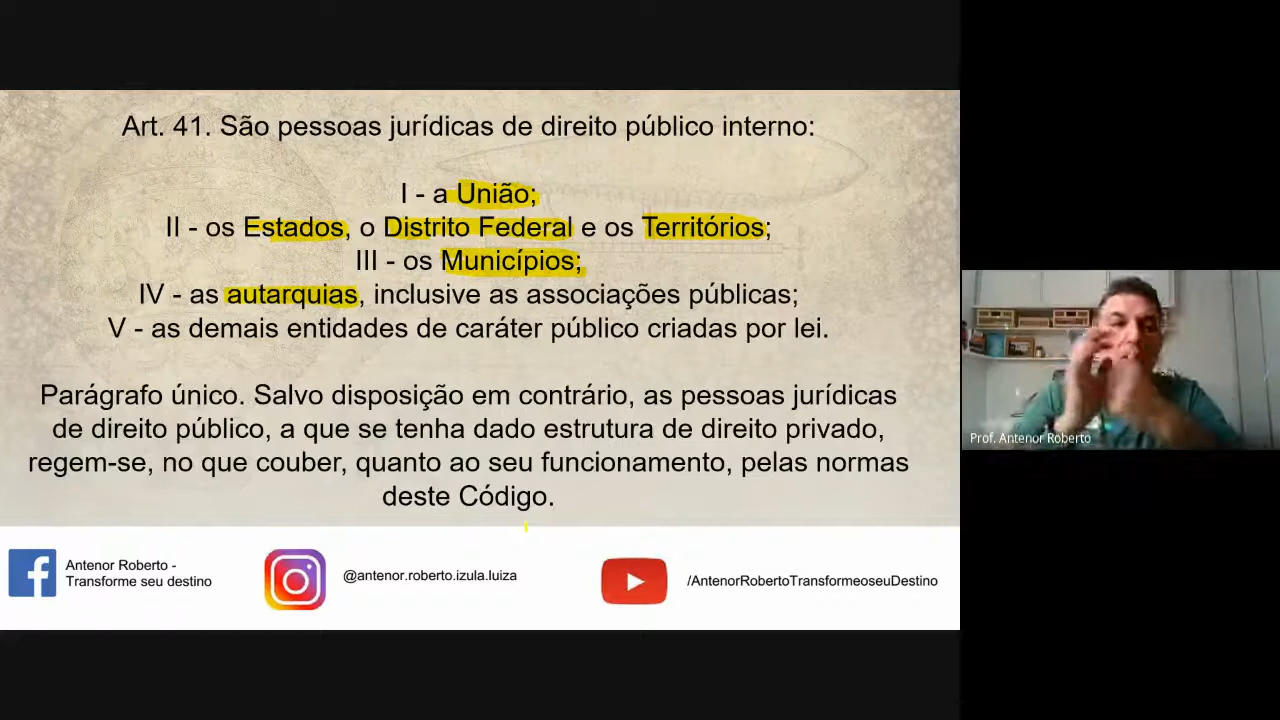 Art. 41. São pessoas jurídicas de direito público interno:
I - a União;
II - os Estados, o Distrito Federal e os Territórios;
III - os Municípios;
IV - as autarquias, inclusive as associações públicas;
V - as demais entidades de caráter público criadas por lei.
Parágrafo único. Salvo disposição em contrário, as pessoas jurídicas
de direito público, a que se tenha dado estrutura de direito privado,
regem-se, no que couber, quanto ao seu funcionamento, pelas normas
deste Código.
Antenor Roberto -
Transforme seu destino
@antenor.roberto.izula.luiza
/AntenorRobertoTransformeoseuDestino
Prof. Antenor Roberto